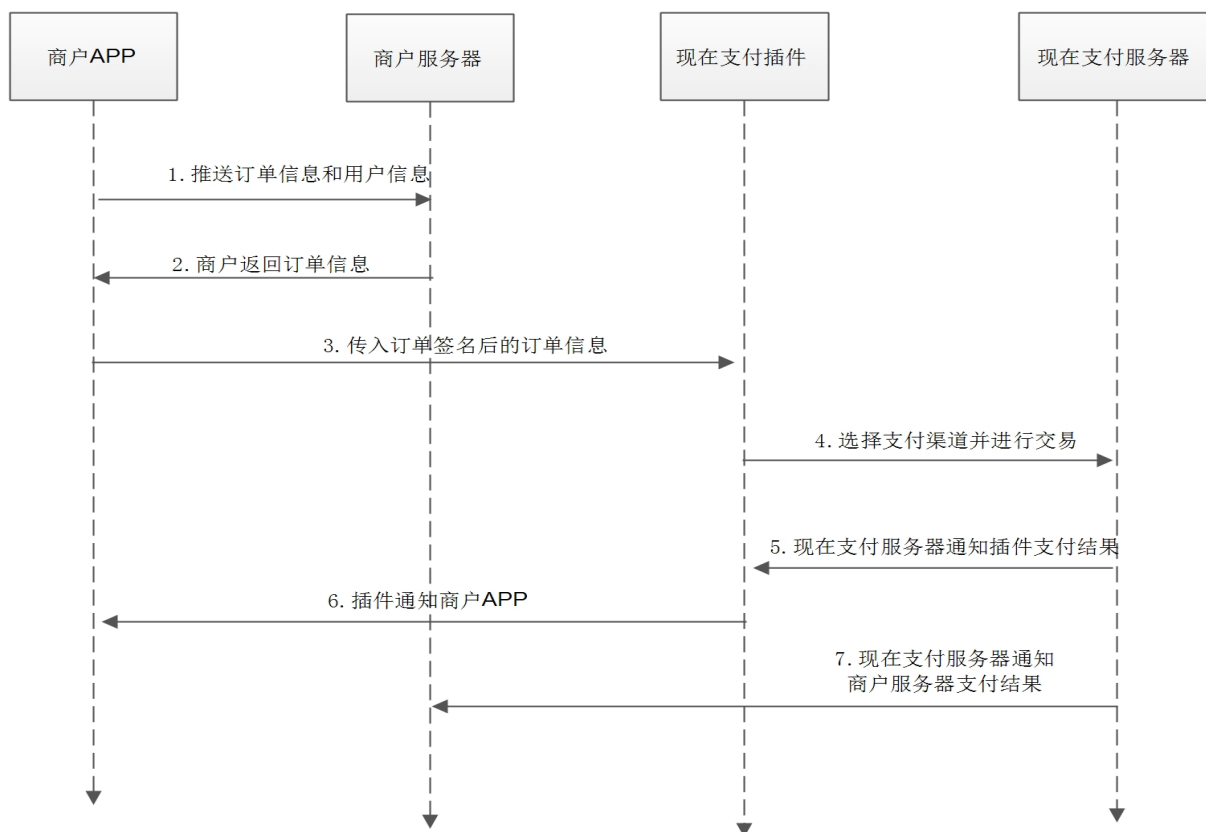 商户APP
商户服务器
现在支付插件
现在支付服务器
1.推送订单信息和用户信息
2.商户返回订单信息
3.传入订单签名后的订单信息
4.选择支付渠道并进行交易
5.现在支付服务器通知插件支付结果
6.插件通知商户APP
7.现在支付服务器通知
商户服务器支付结果